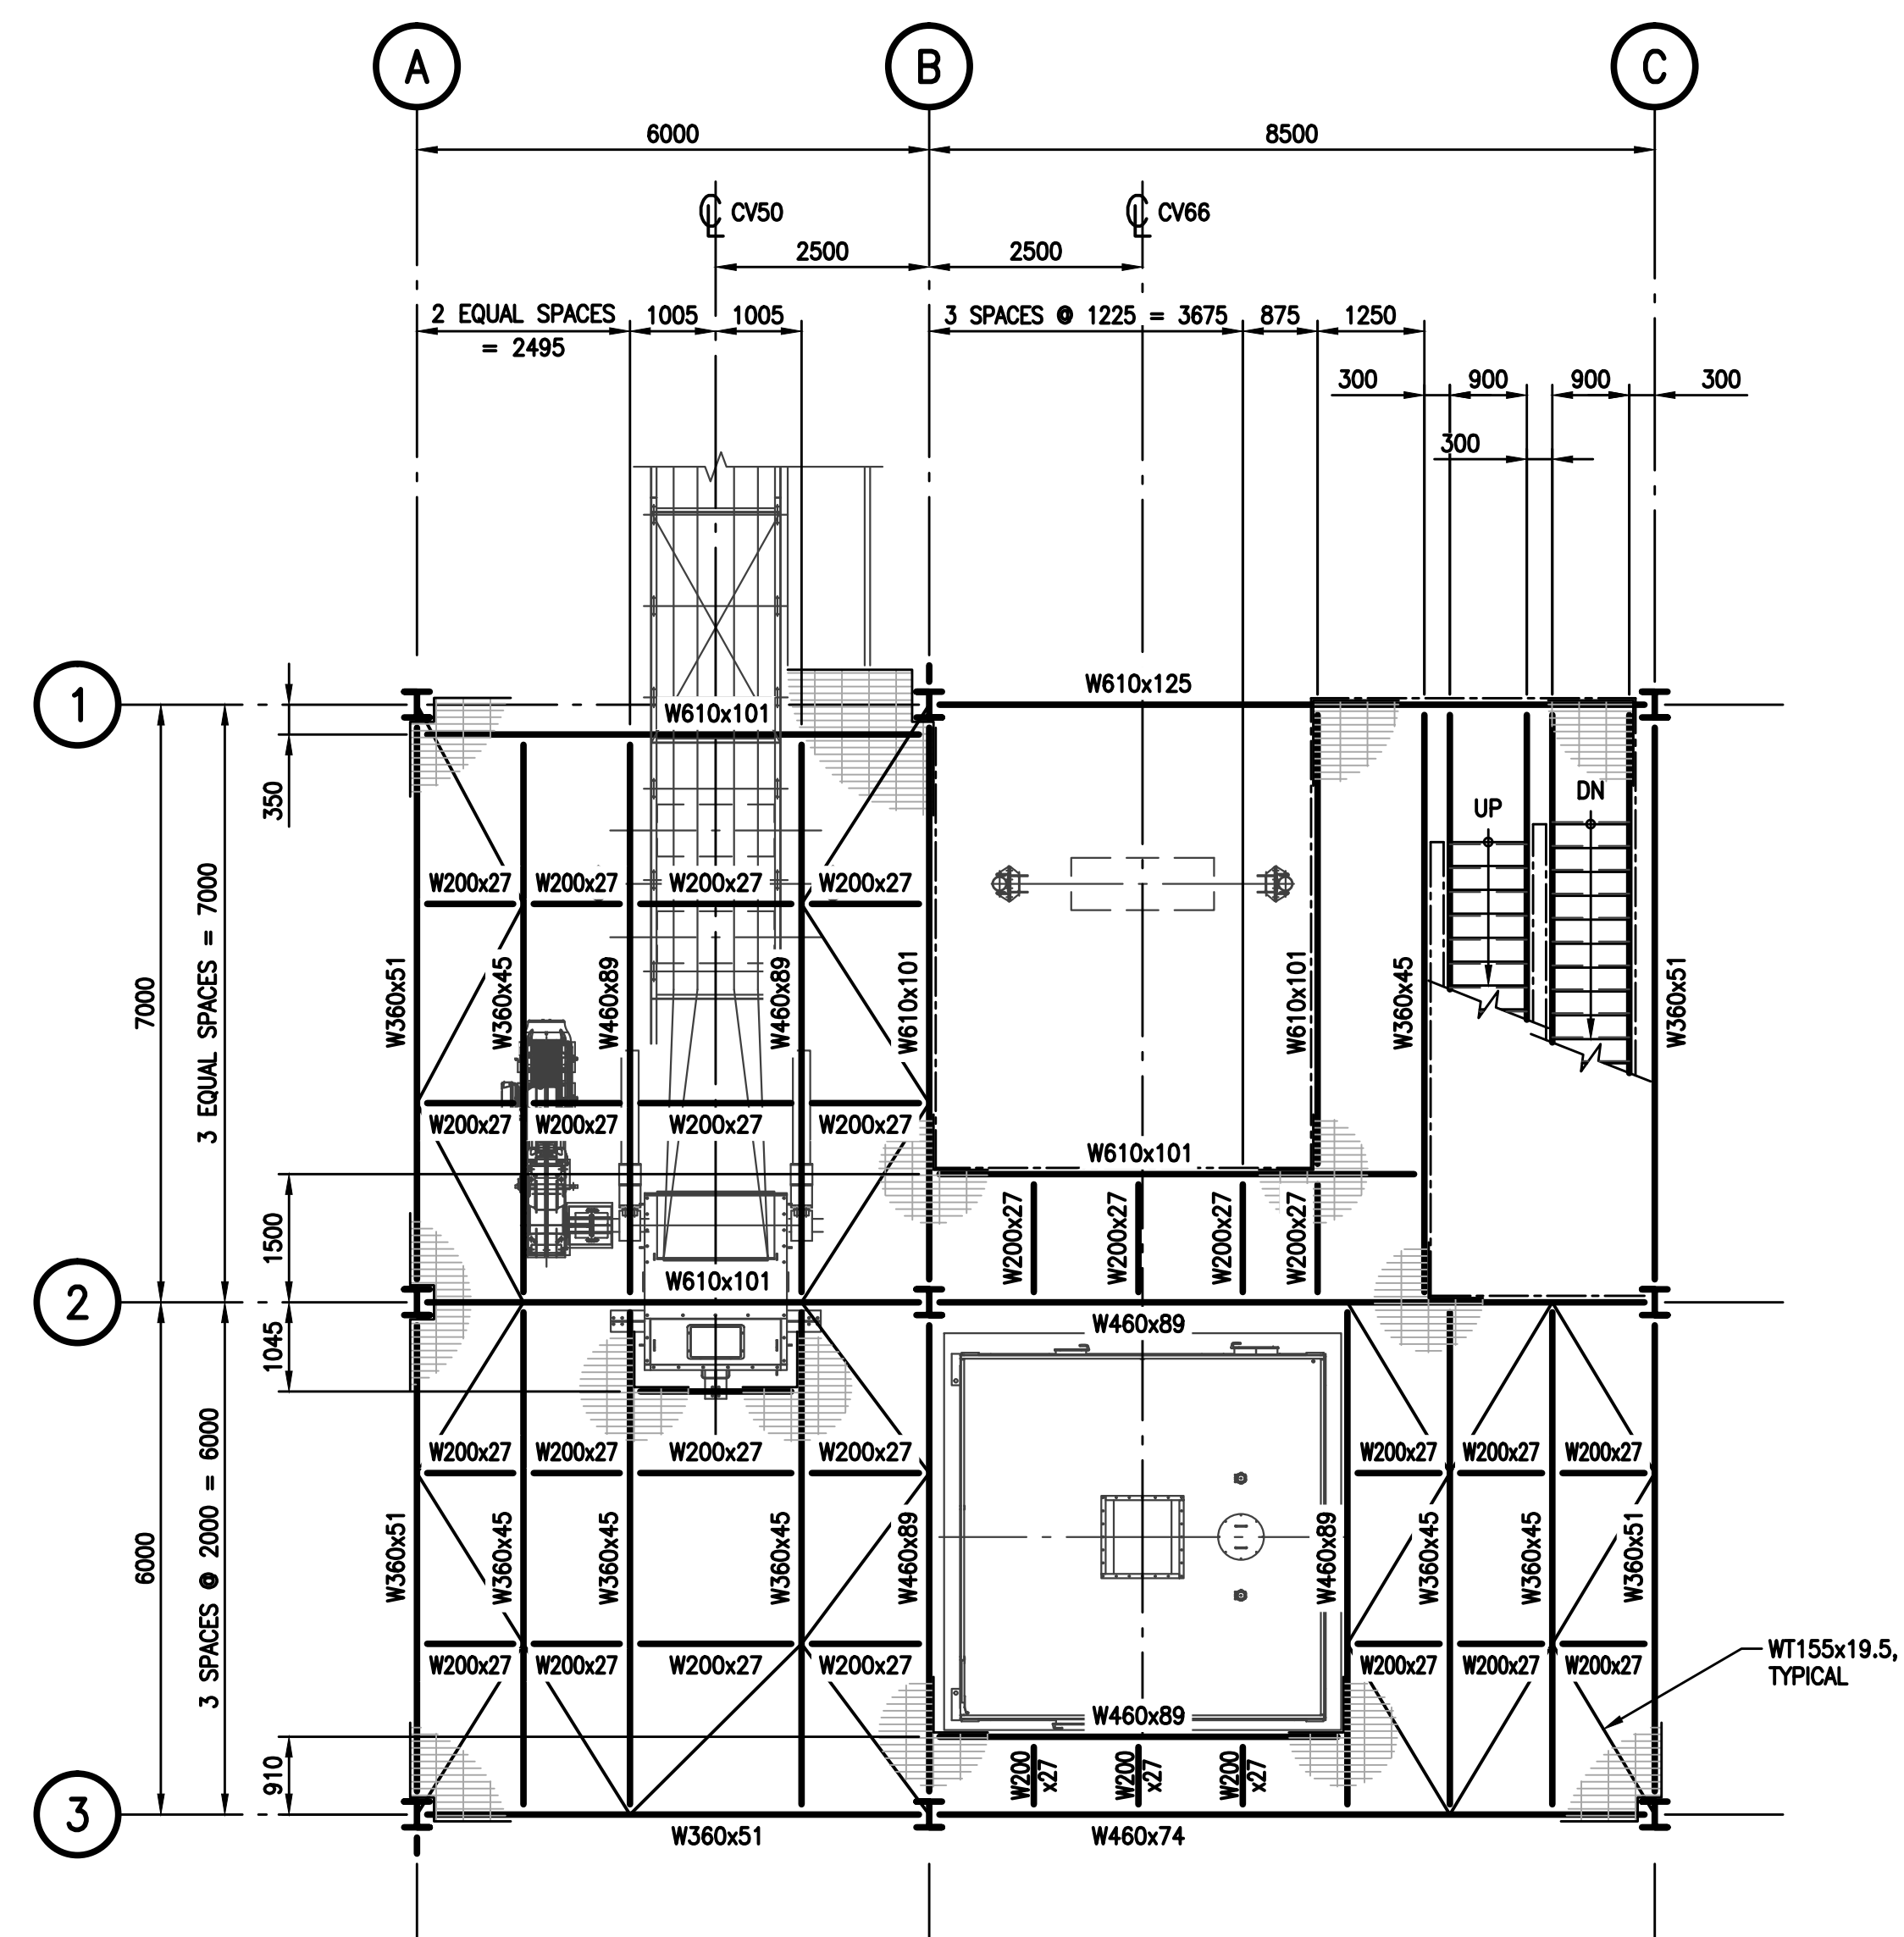 A
B
C
6000
8500
CV50
CV66
2500
2500
2 EQUAL SPACES
= 2495
1005
1005
3 SPACES @ 1225 = 3675
875
1250
300
900
900
300
300
1
W610x101
W610x125
350
UP
DN
W200x27
W200x27
W200x27
W200x27
7000
3 EQUAL SPACES = 7000
W360x51
W360x45
W460x89
W460x89
W610x101
W610x101
W360x45
W360x51
W200x27
W200x27
W200x27
W200x27
W610x101
1500
W200x27
W200x27
W200x27
W200x27
W610x101
2
W460x89
1045
W200x27
W200x27
W200x27
W200x27
W200x27
W200x27
W200x27
6000
3 SPACES @ 2000 = 6000
W360x51
W360x45
W360x45
W360x45
W460x89
W460x89
W360x45
W360x45
W360x51
W200x27
W200x27
W200x27
W200x27
W200x27
W200x27
W200x27
WT155x19.5,
TYPICAL
W460x89
910
W200
x27
W200
x27
W200
x27
3
W360x51
W460x74